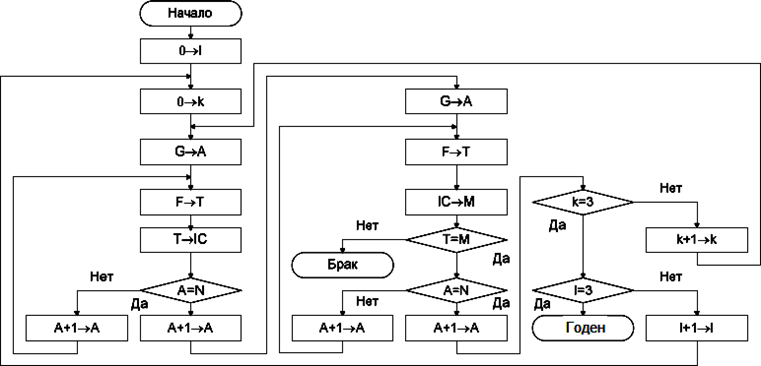 Начало
0→I
0→k
G→A
F→T
T→IC
A=N
Нет
Да
A+1→A
A+1→A
G→A
F→T
IC→M
T=M
Нет
Да
Брак
A=N
Нет
Да
A+1→A
A+1→A
k=3
Нет
Да
k+1→k
I=3
Нет
Да
Годен
I+1→I